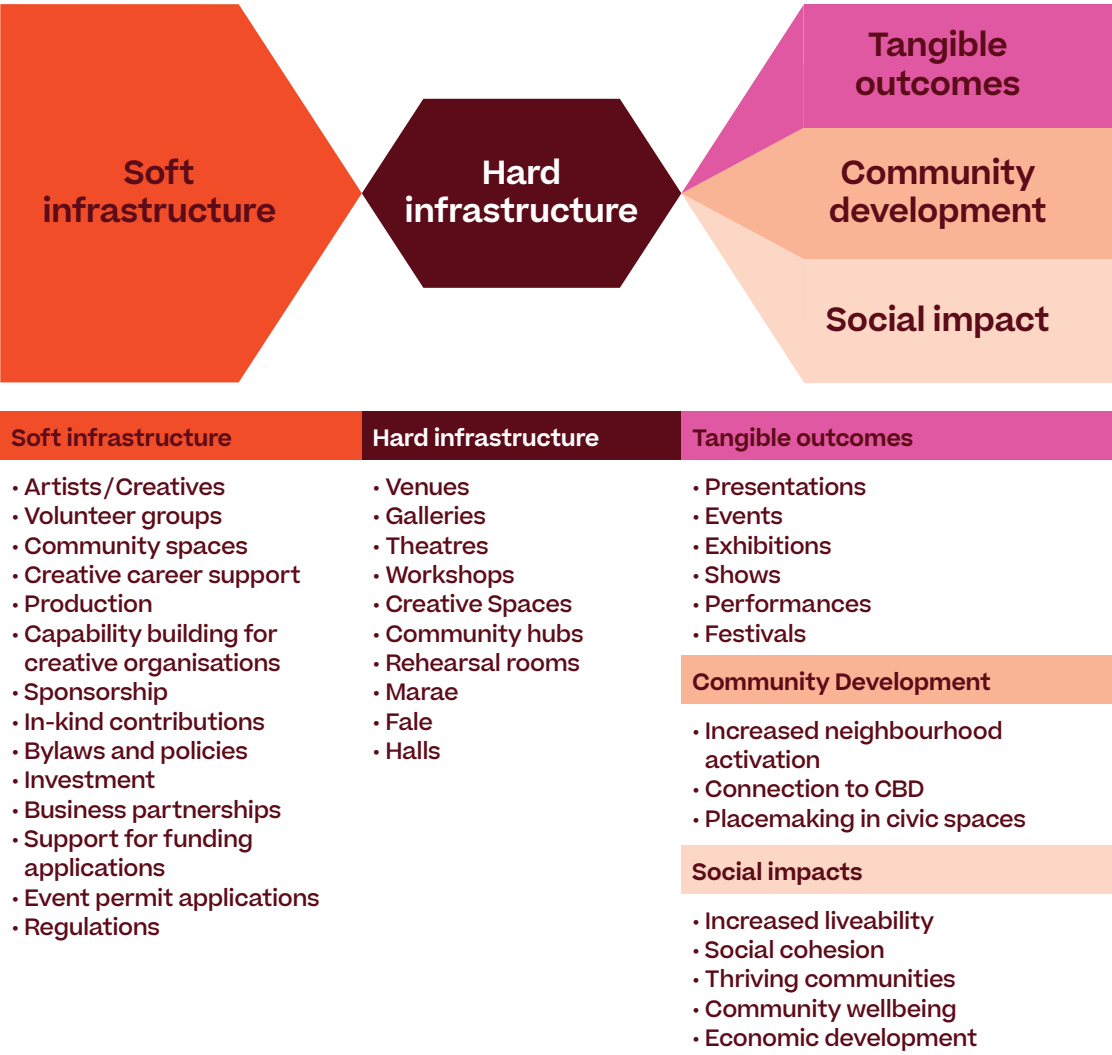 Soft
infrastructure
Hard
infrastructure
Tangible
outcomes
Community
development
Social impact
Soft infrastructure
• Artists/Creatives
• Volunteer groups
• Community spaces
• Creative career support
• Production
• Capability building for
creative organisations
• Sponsorship
• In-kind contributions
• Bylaws and policies
• Investment
• Business partnerships
• Support for funding
applications
• Event permit applications
• Regulations
Hard infrastructure
• Venues
• Galleries
• Theatres
• Workshops
• Creative Spaces
• Community hubs
• Rehearsal rooms
• Marae
• Fale
• Halls
Tangible outcomes
• Presentations
• Events
• Exhibitions
• Shows
• Performances
• Festivals
Community Development
• Increased neighbourhood
activation
• Connection to CBD
• Placemaking in civic spaces
Social impacts
• Increased liveability
• Social cohesion
• Thriving communities
• Community wellbeing
• Economic development